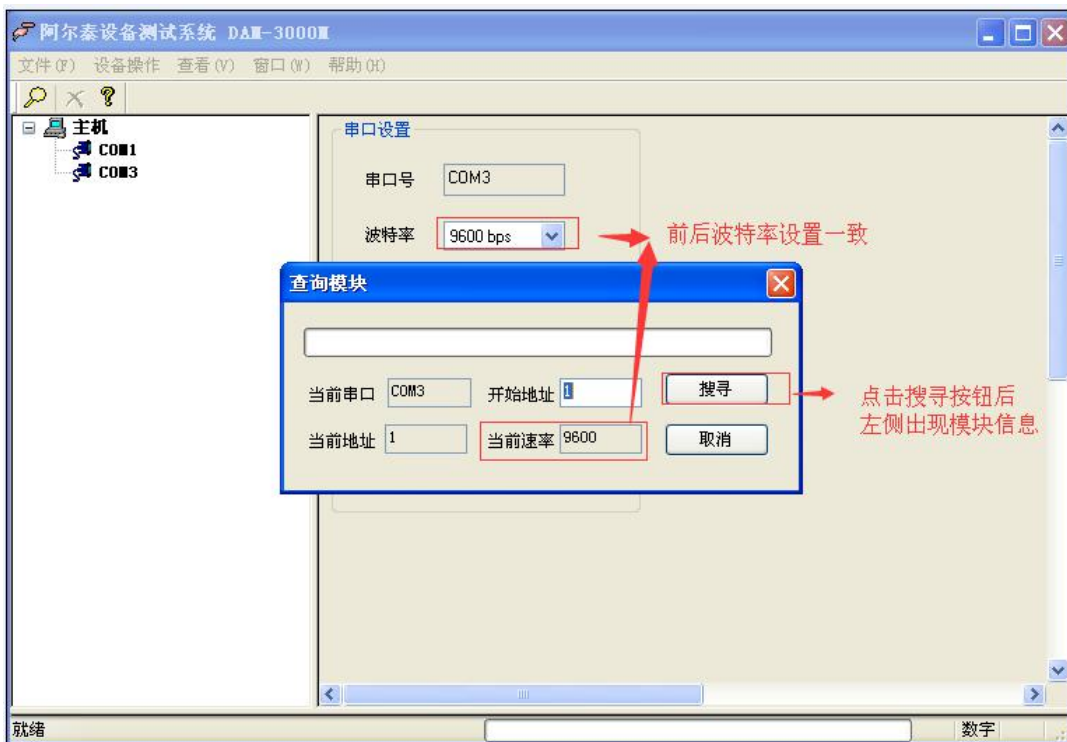 阿尔泰设备测试系统 DAM-3000M
文件(F) 设备操作 查看(V) 窗口(W) 帮助(H)
主机
COM1
COM3
串口设置
串口号 COM3
波特率 9600 bps
前后波特率设置一致
查询模块
当前串口 COM3 开始地址 1 搜寻
当前地址 1 当前速率 9600 取消
点击搜寻按钮后
左侧出现模块信息
就绪 数字